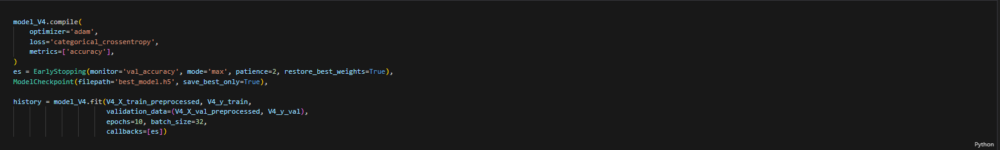 model_V4.compile(
    optimizer='adam',
    loss='categorical_crossentropy',
    metrics=['accuracy'],
)
es = EarlyStopping(monitor='val_accuracy', mode='max', patience=2, restore_best_weights=True),
ModelCheckpoint(filepath='best_model.h5', save_best_only=True),

history = model_V4.fit(V4_X_train_preprocessed, V4_y_train,
                       validation_data=(V4_X_val_preprocessed, V4_y_val),
                       epochs=10, batch_size=32,
                       callbacks=[es])
Python